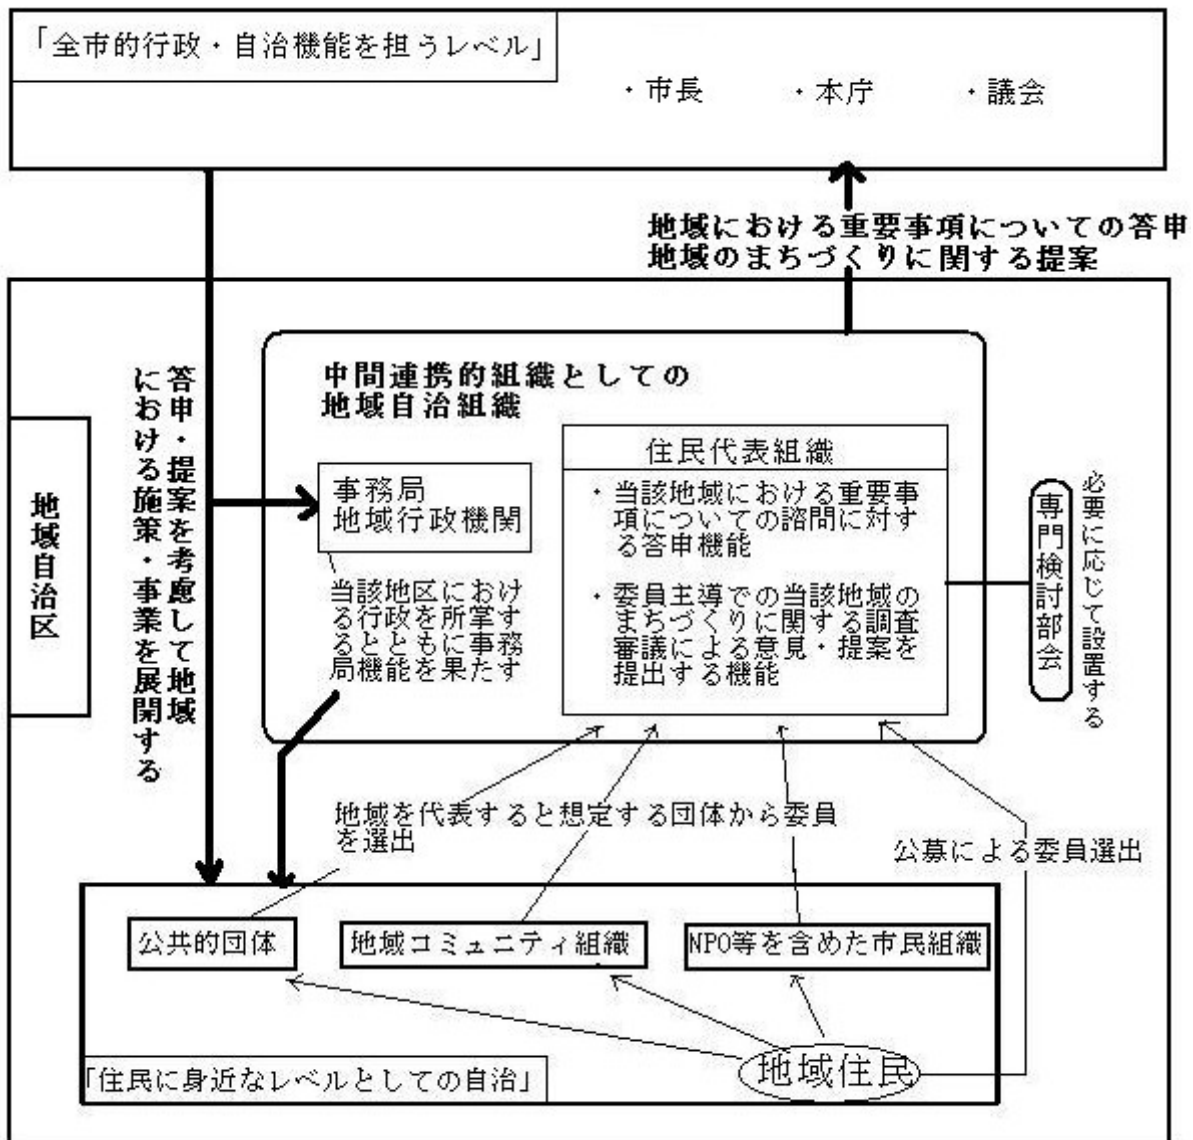 「全市的行政・自治機能を担うレベル」
・市長
・本庁
・議会
地域における重要事項についての答申
地域のまちづくりに関する提案
答申・提案を考慮して地域
における施策・事業を展開する
地域自治区
中間連携的組織としての
地域自治組織
事務局
地域行政機関
当該地区におけ
る行政を所掌す
るとともに事務
局機能を果たす
住民代表組織
・当該地域における重要事
項についての諮問に対す
る答申機能
・委員主導での当該地域の
まちづくりに関する調査
審議による意見・提案を
提出する機能
専門検討部会
必要に応じて設置する
地域を代表すると想定する団体から委員
を選出
公募による委員選出
公共的団体
地域コミュニティ組織
NPO等を含めた市民組織
地域住民
「住民に身近なレベルとしての自治」